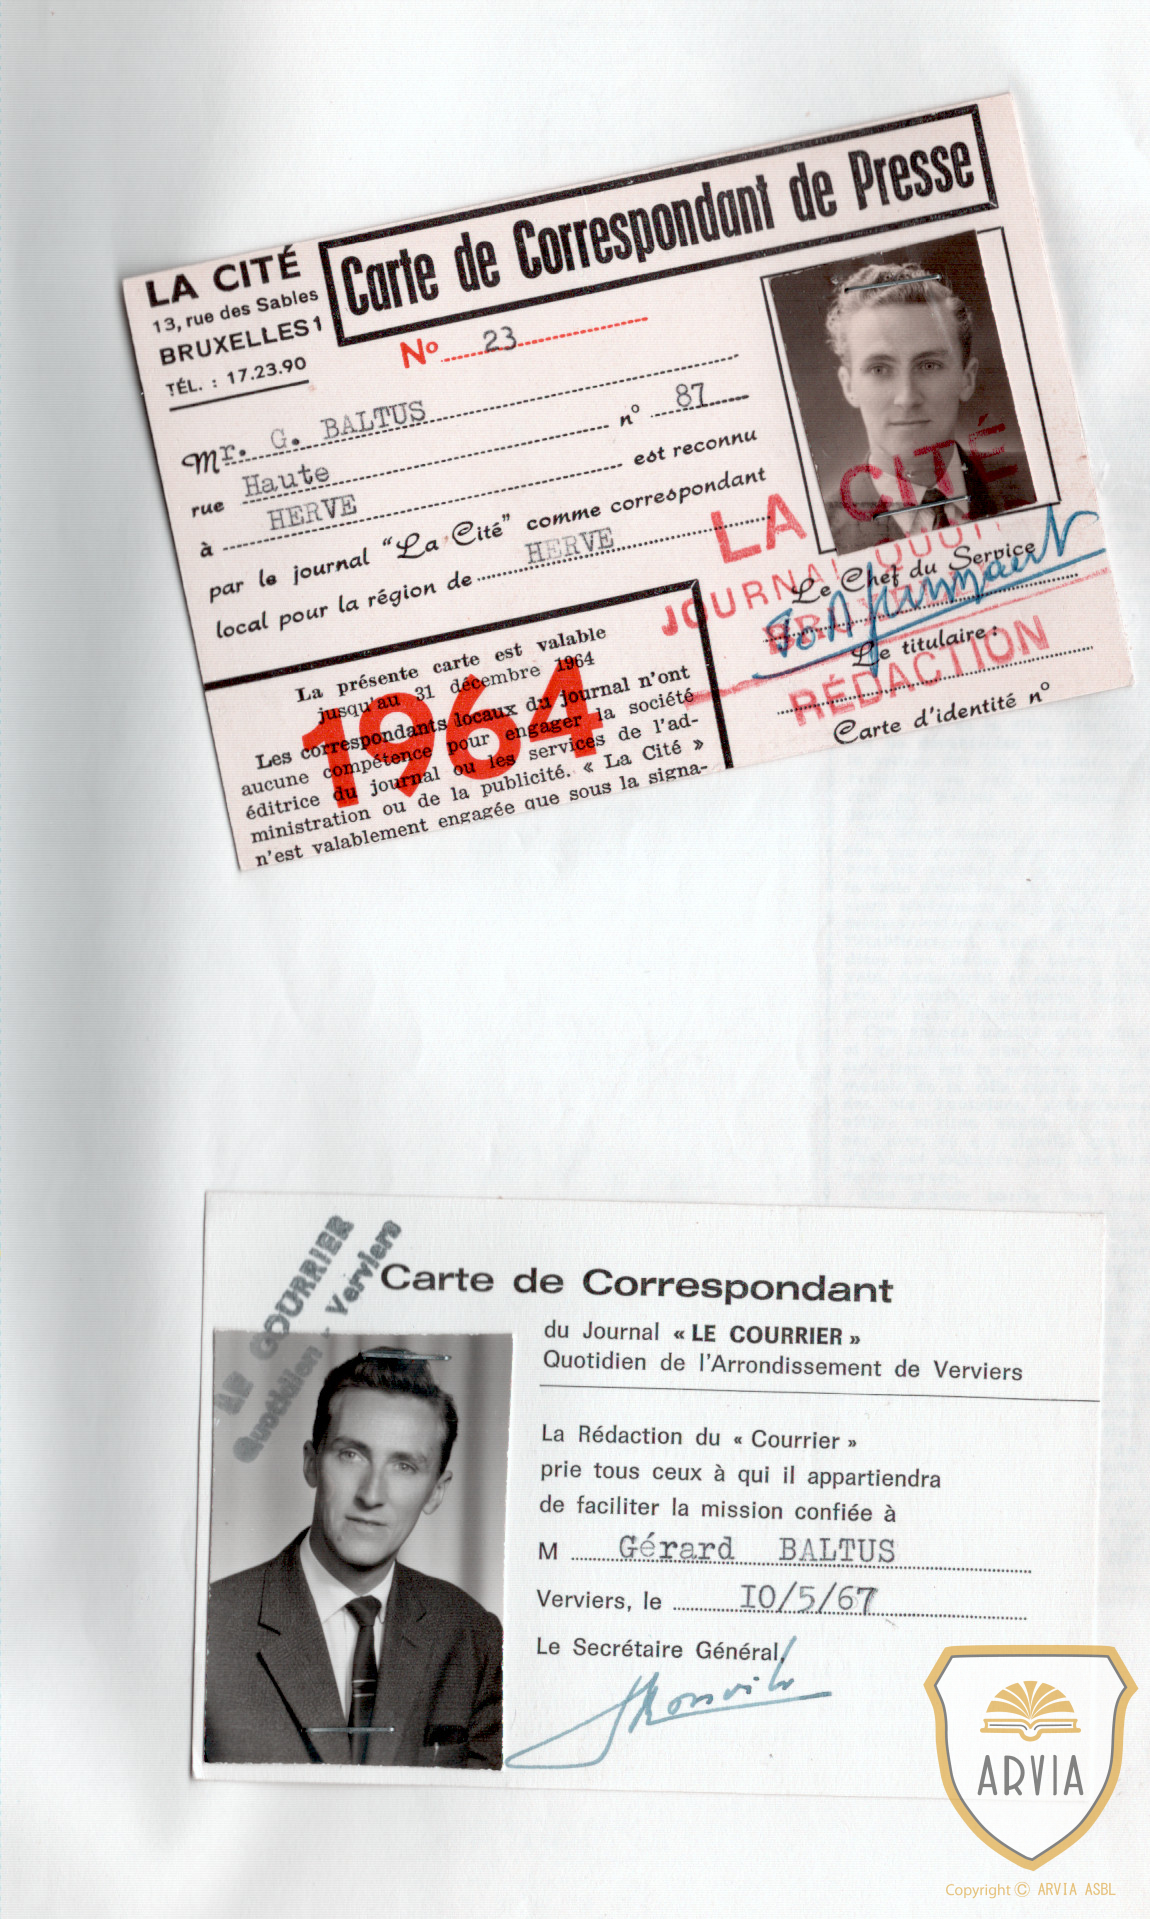 LA CITÉ
13, rue des Sables
BRUXELLES 1
TÉL. : 17.23.90
Carte de Correspondant de Presse
No 23
Mr. G. BALTUS
rue Haute no 87
à HERVE est reconnu
par le journal "La Cité" comme correspondant
local pour la région de HERVE
LA CITÉ
JOURNAL QUOTI
RÉDACTION
Le Chef du Service
Le titulaire :
Carte d'identité no
La présente carte est valable
jusqu'au 31 décembre 1964
1964
Les correspondants locaux du journal n'ont
aucune compétence pour engager la société
éditrice du journal ou les services de l'ad-
ministration ou de la publicité. « La Cité »
n'est valablement engagée que sous la signa-
LE COURRIER
Quotidien - Verviers
Carte de Correspondant
du Journal « LE COURRIER »
Quotidien de l'Arrondissement de Verviers
La Rédaction du « Courrier »
prie tous ceux à qui il appartiendra
de faciliter la mission confiée à
M Gérard BALTUS
Verviers, le IO/5/67
Le Secrétaire Général,
ARVIA
Copyright © ARVIA ASBL